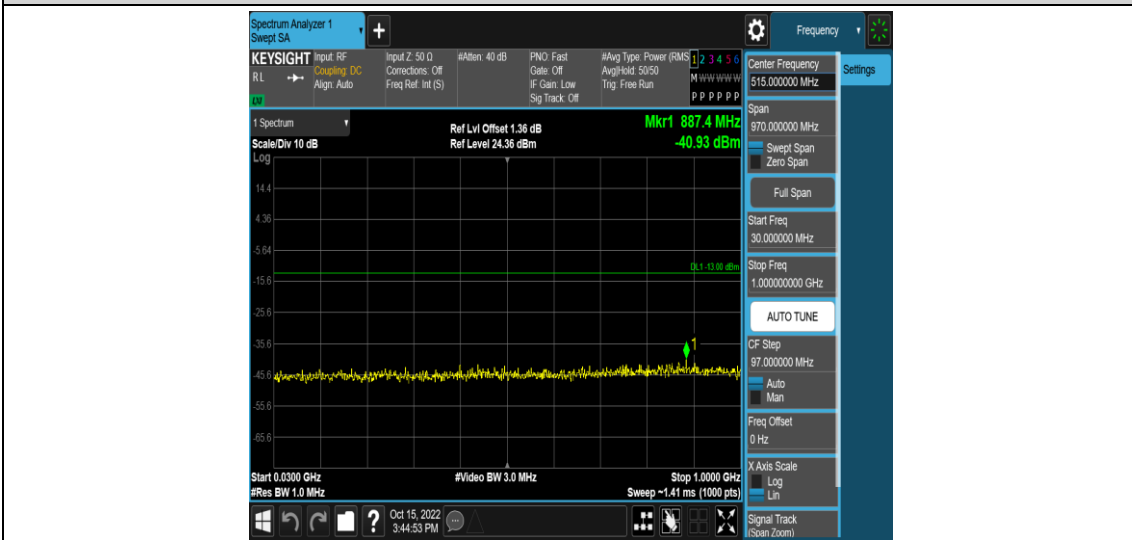 Spectrum Analyzer 1
Swept SA
+
Frequency
KEYSIGHT
RL
LXI
Input: RF
Coupling: DC
Align: Auto
Input Z: 50 Ω
Corrections: Off
Freq Ref: Int (S)
#Atten: 40 dB
PNO: Fast
Gate: Off
IF Gain: Low
Sig Track: Off
#Avg Type: Power (RMS
Avg|Hold: 50/50
Trig: Free Run
1 2 3 4 5 6
M W W W W W
P P P P P P
Center Frequency
515.000000 MHz
Settings
1 Spectrum
Scale/Div 10 dB
Ref Lvl Offset 1.36 dB
Ref Level 24.36 dBm
Mkr1 887.4 MHz
-40.93 dBm
Log
14.4
4.36
-5.64
-15.6
-25.6
-35.6
-45.6
-55.6
-65.6
DL1 -13.00 dBm
1
Start 0.0300 GHz
#Res BW 1.0 MHz
#Video BW 3.0 MHz
Stop 1.0000 GHz
Sweep ~1.41 ms (1000 pts)
Span
970.000000 MHz
Swept Span
Zero Span
Full Span
Start Freq
30.000000 MHz
Stop Freq
1.000000000 GHz
AUTO TUNE
CF Step
97.000000 MHz
Auto
Man
Freq Offset
0 Hz
X Axis Scale
Log
Lin
Signal Track
(Span Zoom)
?
Oct 15, 2022
3:44:53 PM